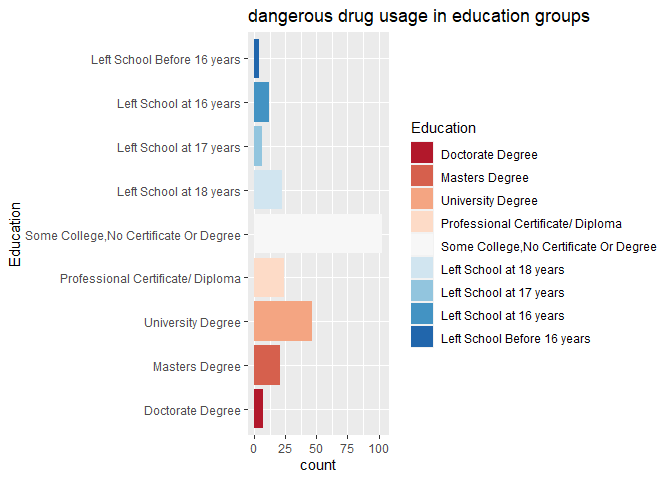 dangerous drug usage in education groups
Left School Before 16 years
Left School at 16 years
Left School at 17 years
Left School at 18 years
Some College,No Certificate Or Degree
Professional Certificate/ Diploma
University Degree
Masters Degree
Doctorate Degree
Education
0 25 50 75 100
count
Education
Doctorate Degree
Masters Degree
University Degree
Professional Certificate/ Diploma
Some College,No Certificate Or Degree
Left School at 18 years
Left School at 17 years
Left School at 16 years
Left School Before 16 years